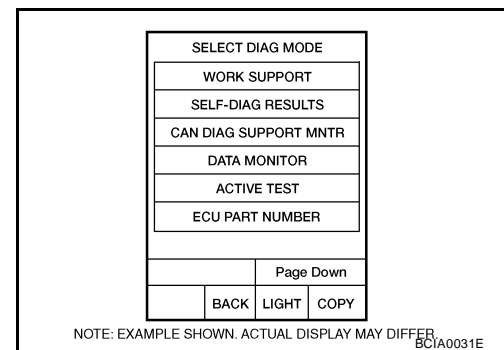 SELECT DIAG MODE
WORK SUPPORT
SELF-DIAG RESULTS
CAN DIAG SUPPORT MNTR
DATA MONITOR
ACTIVE TEST
ECU PART NUMBER
Page Down
BACK LIGHT COPY
NOTE: EXAMPLE SHOWN. ACTUAL DISPLAY MAY DIFFER.
BCIA0031E